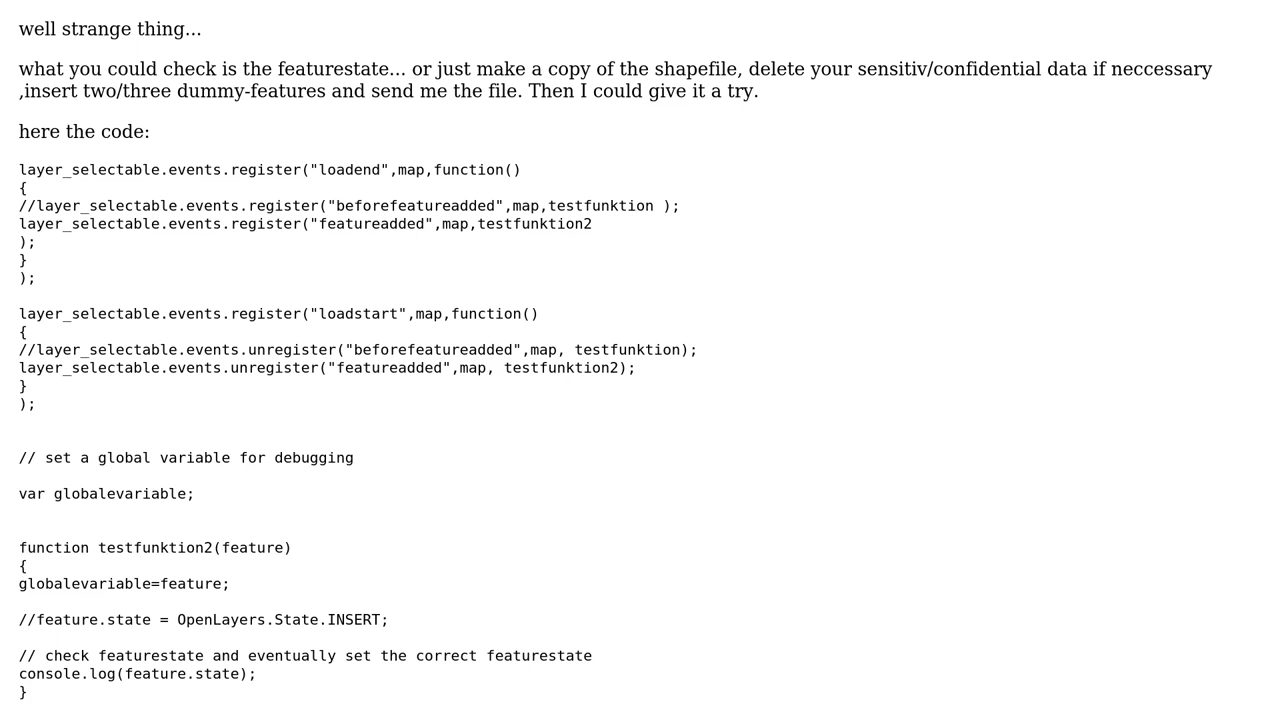 well strange thing...
what you could check is the featurestate... or just make a copy of the shapefile, delete your sensitiv/confidential data if neccessary
,insert two/three dummy-features and send me the file. Then I could give it a try.
here the code:
layer_selectable.events.register("loadend",map,function()
{
//layer_selectable.events.register("beforefeatureadded",map,testfunktion );
layer_selectable.events.register("featureadded",map,testfunktion2
);
}
);
layer_selectable.events.register("loadstart",map,function()
{
//layer_selectable.events.unregister("beforefeatureadded",map, testfunktion);
layer_selectable.events.unregister("featureadded",map, testfunktion2);
}
);
// set a global variable for debugging
var globalevariable;
function testfunktion2(feature)
{
globalevariable=feature;
//feature.state = OpenLayers.State.INSERT;
// check featurestate and eventually set the correct featurestate
console.log(feature.state);
}